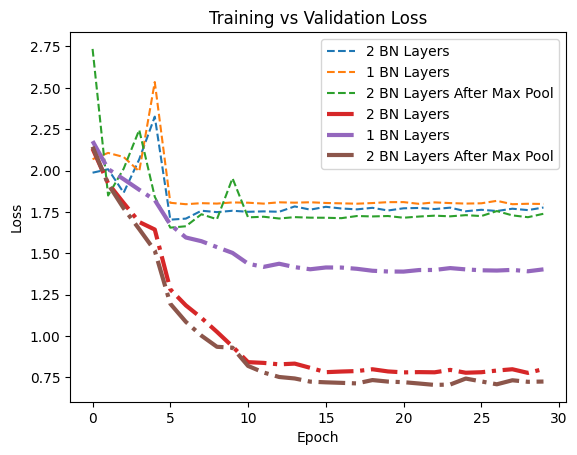 Training vs Validation Loss
2.75
2.50
2.25
2.00
1.75
1.50
1.25
1.00
0.75
Loss
2 BN Layers
1 BN Layers
2 BN Layers After Max Pool
2 BN Layers
1 BN Layers
2 BN Layers After Max Pool
0 5 10 15 20 25 30
Epoch